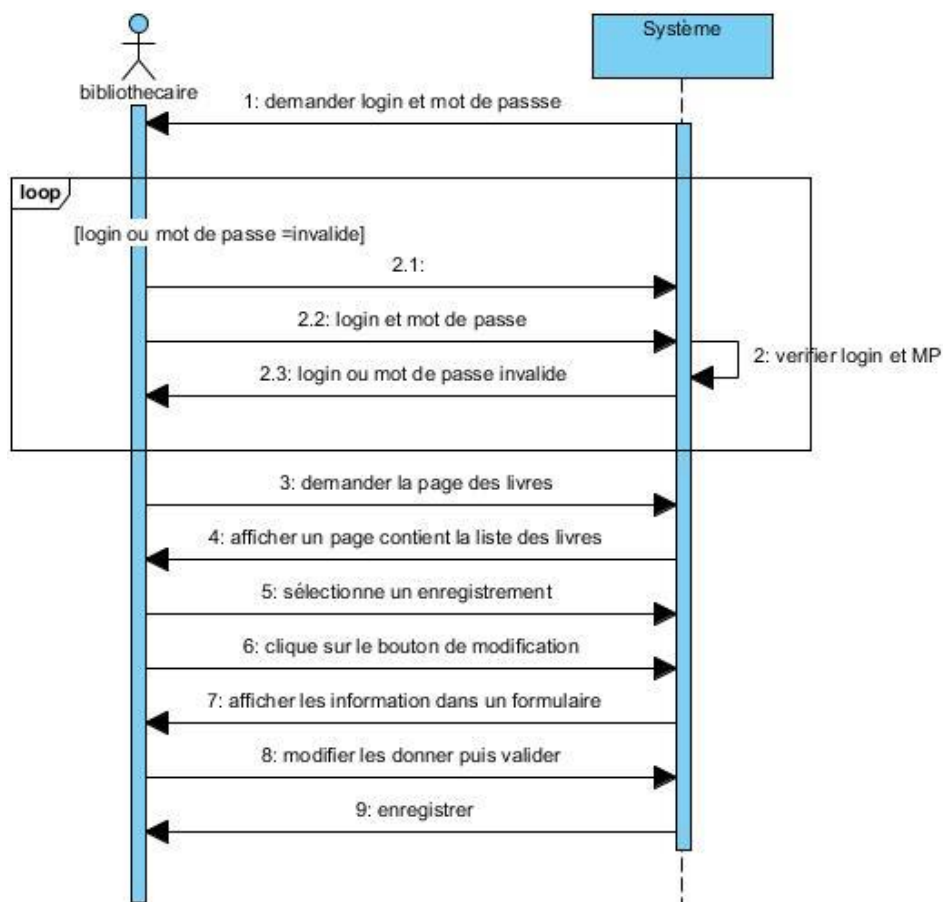 Système
bibliothecaire
1: demander login et mot de passse
loop
[login ou mot de passe =invalide]
2.1:
2.2: login et mot de passe
2: verifier login et MP
2.3: login ou mot de passe invalide
3: demander la page des livres
4: afficher un page contient la liste des livres
5: sélectionne un enregistrement
6: clique sur le bouton de modification
7: afficher les information dans un formulaire
8: modifier les donner puis valider
9: enregistrer